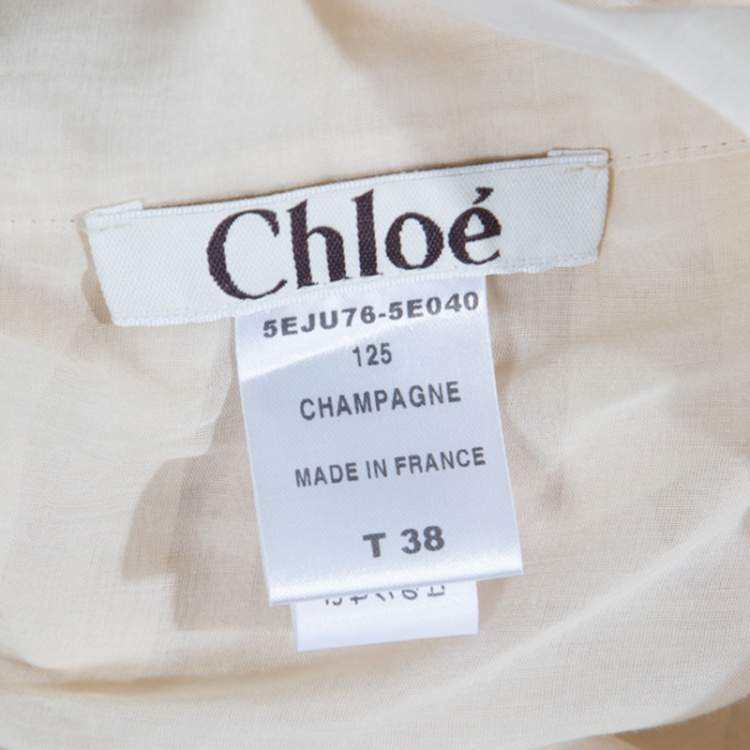 Chloé
5EJU76-5E040
125
CHAMPAGNE
MADE IN FRANCE
T 38